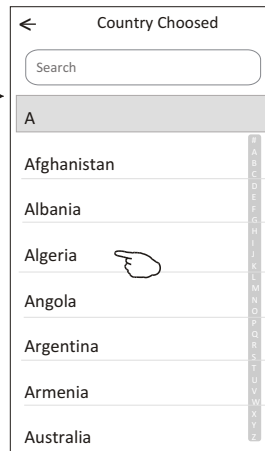 Country Choosed
Search
A
Afghanistan
Albania
Algeria
Angola
Argentina
Armenia
Australia
#
A
B
C
D
E
F
G
H
I
J
K
L
M
N
O
P
Q
R
S
T
U
V
W
X
Y
Z